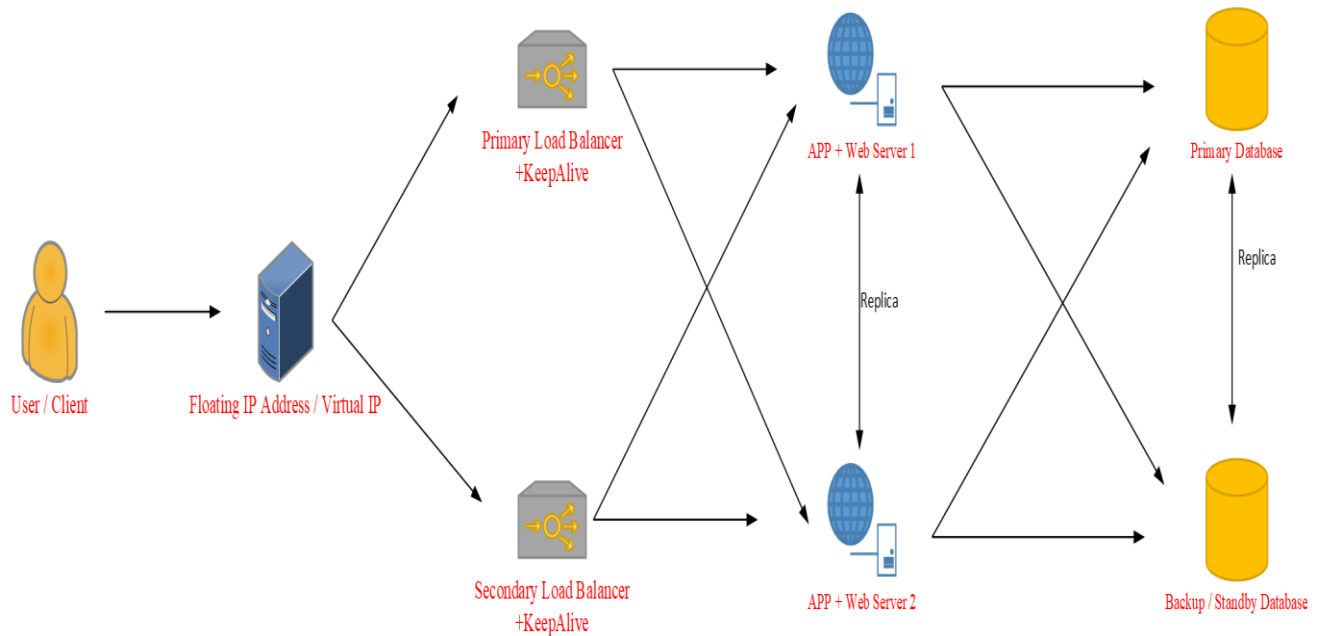 Primary Load Balancer
+KeepAlive
APP + Web Server 1
Primary Database
Replica
Replica
User / Client
Floating IP Address / Virtual IP
Secondary Load Balancer
+KeepAlive
APP + Web Server 2
Backup / Standby Database